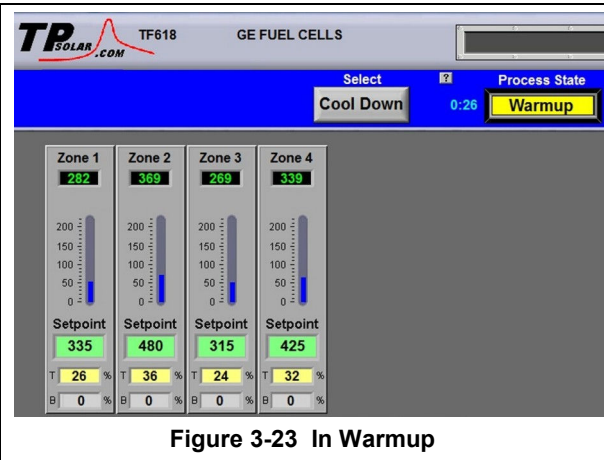 TPSOLAR.COM TF618 GE FUEL CELLS
Select ? Process State
Cool Down 0:26 Warmup
Zone 1 Zone 2 Zone 3 Zone 4
282 369 269 339
200 200 200 200
150 150 150 150
100 100 100 100
50 50 50 50
0 0 0 0
Setpoint Setpoint Setpoint Setpoint
335 480 315 425
T 26 % T 36 % T 24 % T 32 %
B 0 % B 0 % B 0 % B 0 %
Figure 3-23 In Warmup